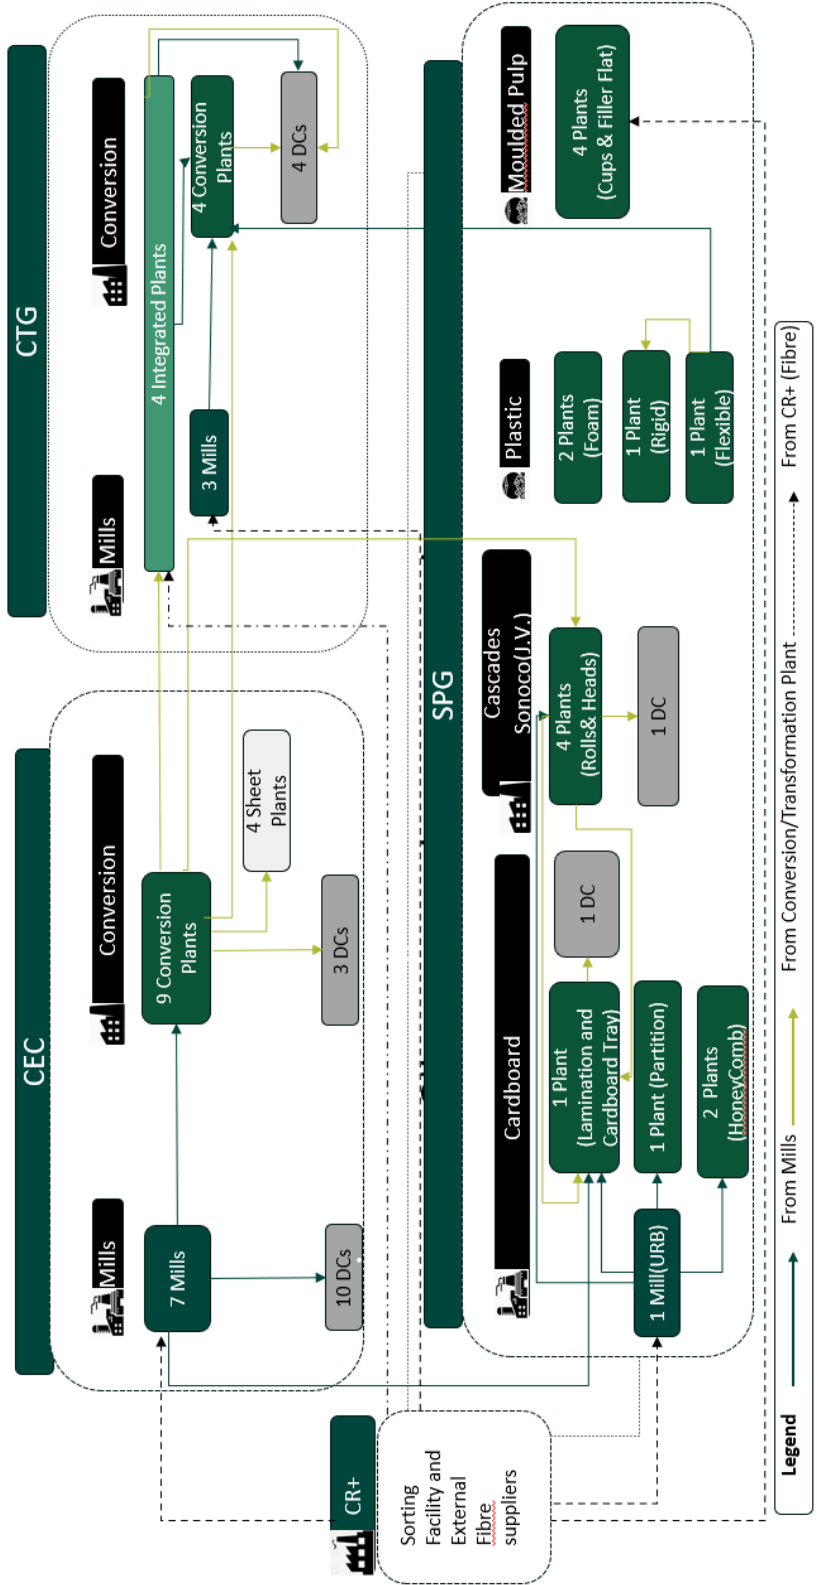 CEC
Mills
Conversion
7 Mills
9 Conversion
Plants
4 Sheet
Plants
10 DCs
3 DCs
CTG
Mills
Conversion
4 Integrated Plants
3 Mills
4 Conversion
Plants
4 DCs
CR+
Sorting
Facility and
External
Fibre
suppliers
SPG
Cardboard
Cascades
Sonoco(J.V.)
Plastic
Moulded Pulp
1 Mill(URB)
1 Plant
(Lamination and
Cardboard Tray)
1 DC
1 Plant (Partition)
2 Plants
(HoneyComb)
4 Plants
(Rolls& Heads)
1 DC
2 Plants
(Foam)
1 Plant
(Rigid)
1 Plant
(Flexible)
4 Plants
(Cups & Filler Flat)
Legend
From Mills
From Conversion/Transformation Plant
From CR+ (Fibre)